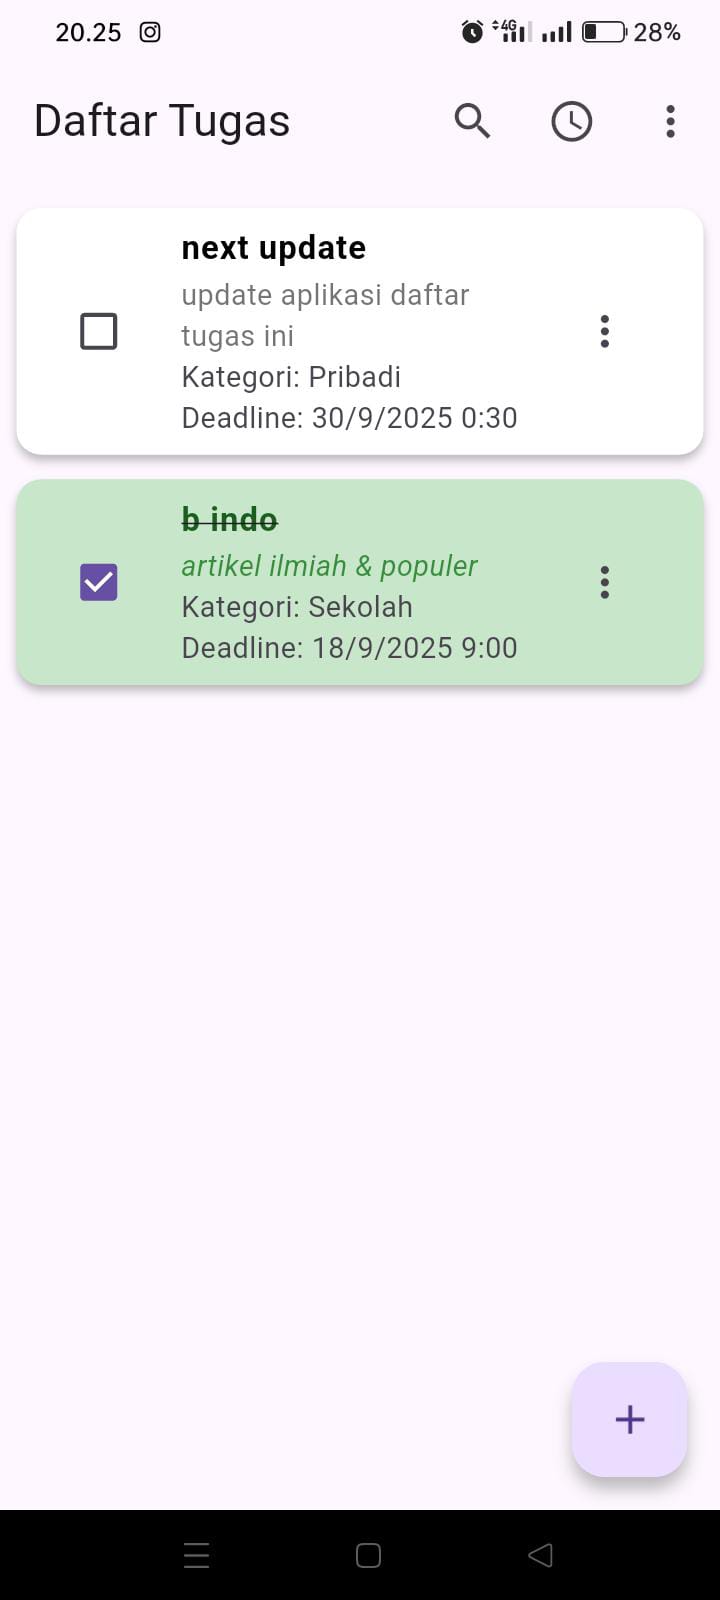 20.25 4G 28%
Daftar Tugas
next update
update aplikasi daftar
tugas ini
Kategori: Pribadi
Deadline: 30/9/2025 0:30
b indo
artikel ilmiah & populer
Kategori: Sekolah
Deadline: 18/9/2025 9:00